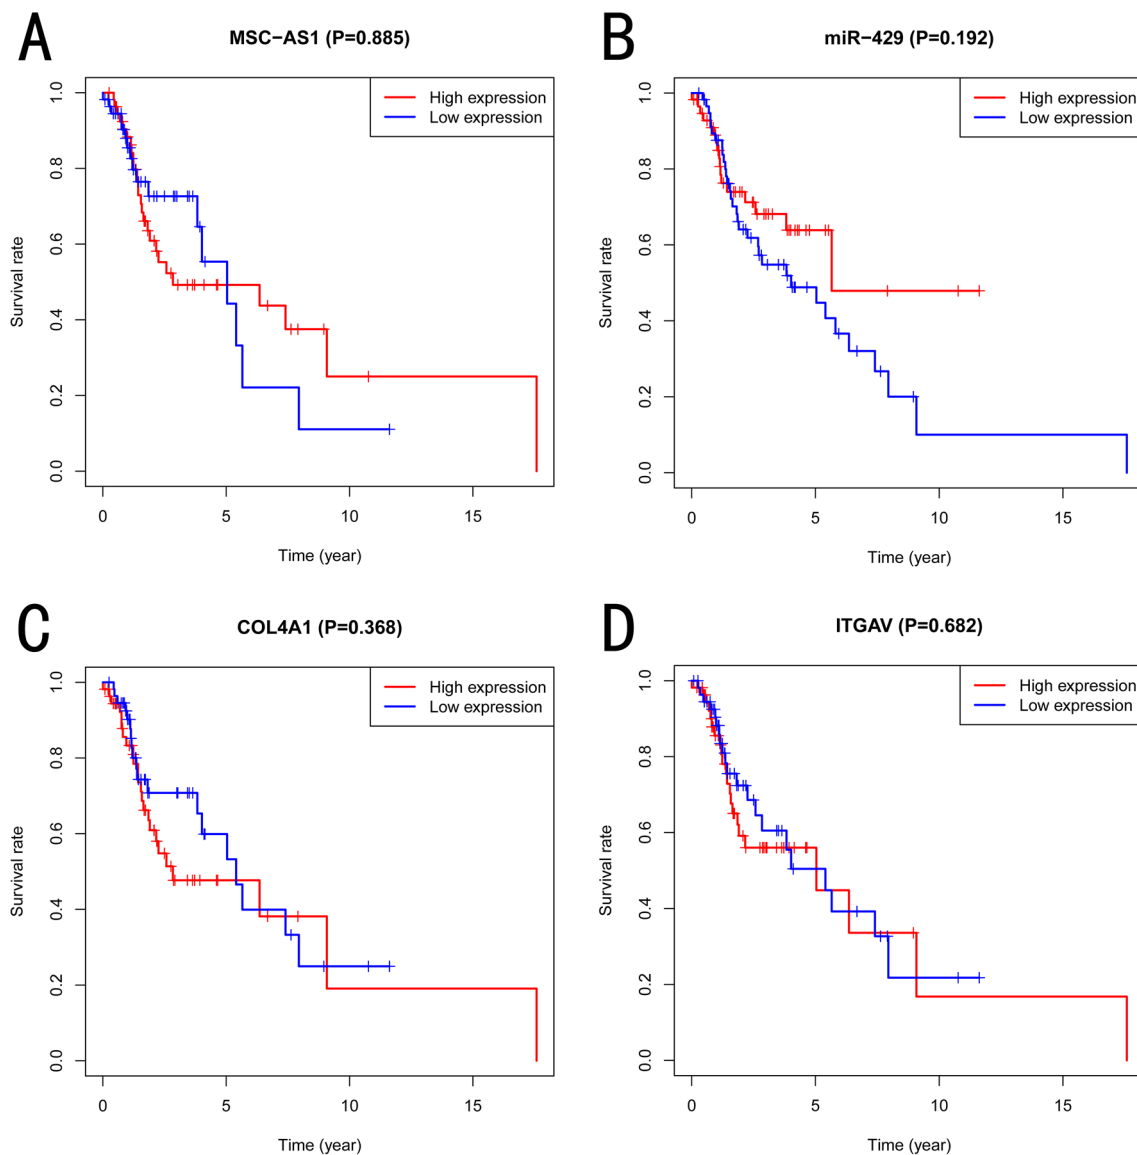 A
MSC−AS1 (P=0.885)
High expression
Low expression
Survival rate
0.0 0.2 0.4 0.6 0.8 1.0
0 5 10 15
Time (year)
B
miR−429 (P=0.192)
High expression
Low expression
Survival rate
0.0 0.2 0.4 0.6 0.8 1.0
0 5 10 15
Time (year)
C
COL4A1 (P=0.368)
High expression
Low expression
Survival rate
0.0 0.2 0.4 0.6 0.8 1.0
0 5 10 15
Time (year)
D
ITGAV (P=0.682)
High expression
Low expression
Survival rate
0.0 0.2 0.4 0.6 0.8 1.0
0 5 10 15
Time (year)